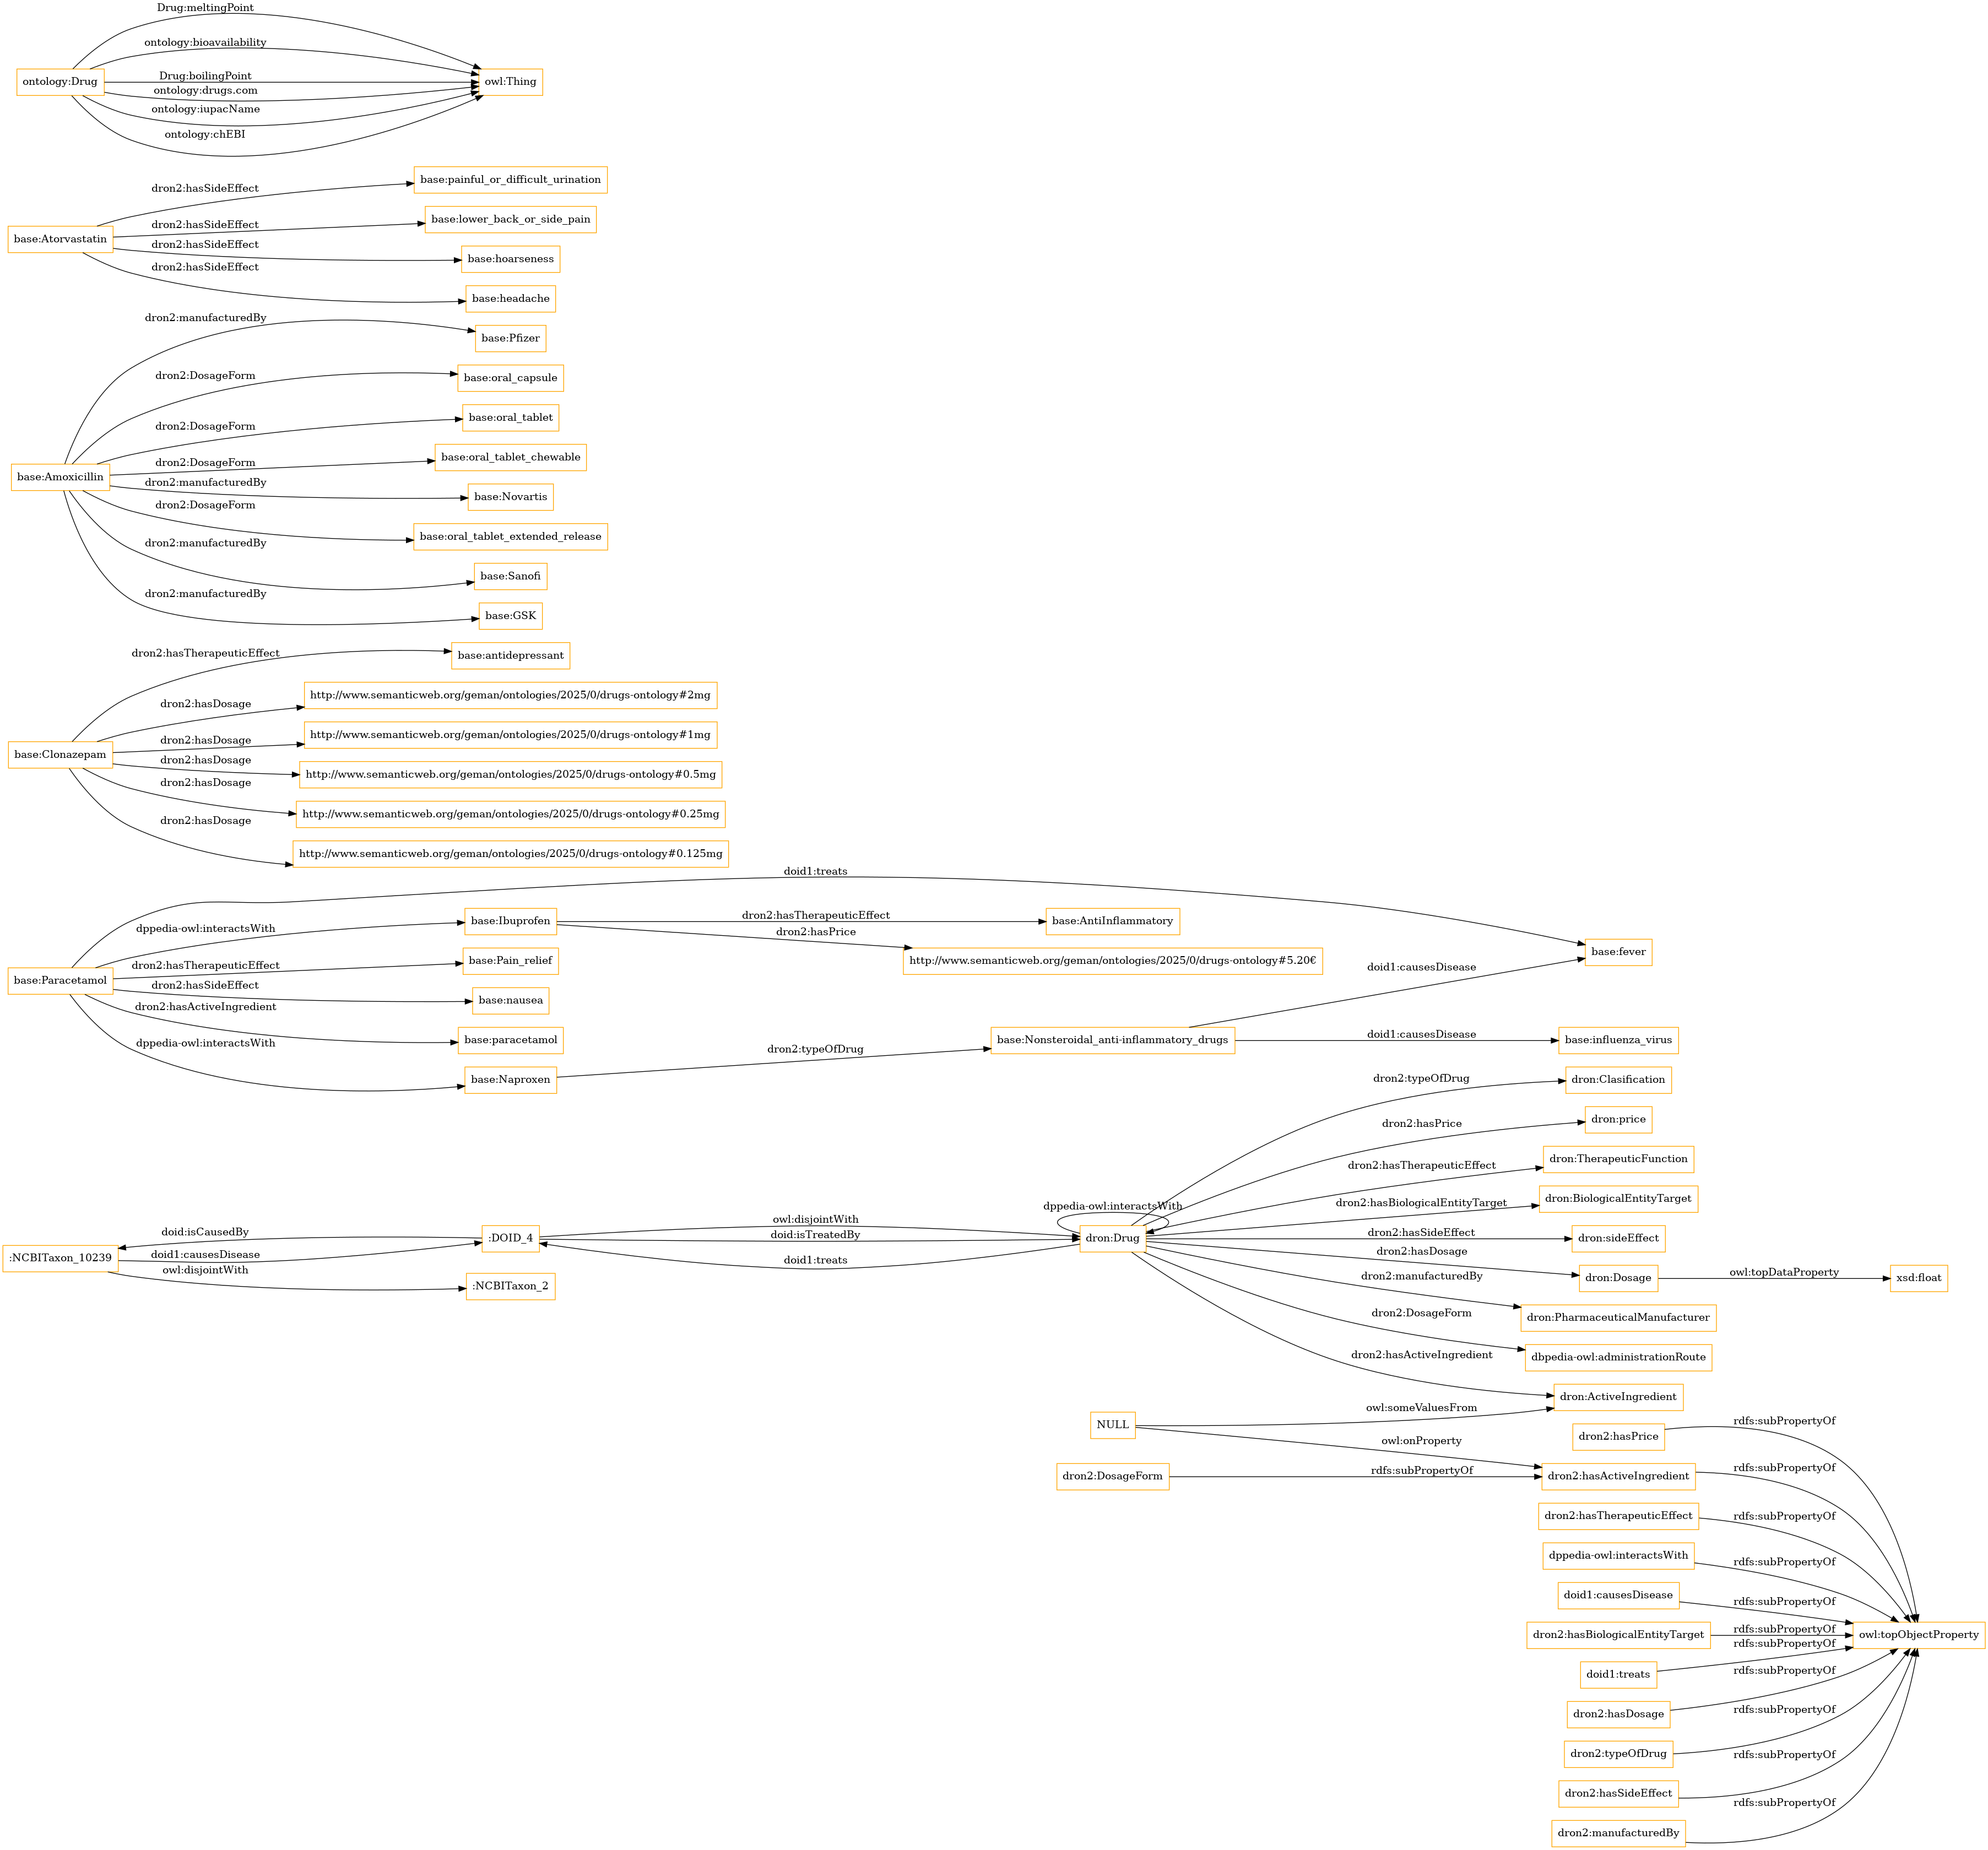 Drug:meltingPoint
ontology:bioavailability
ontology:Drug
Drug:boilingPoint
owl:Thing
ontology:drugs.com
ontology:iupacName
ontology:chEBI
base:painful_or_difficult_urination
dron2:hasSideEffect
base:lower_back_or_side_pain
dron2:hasSideEffect
base:Atorvastatin
dron2:hasSideEffect
base:hoarseness
dron2:hasSideEffect
base:headache
dron2:manufacturedBy
base:Pfizer
dron2:DosageForm
base:oral_capsule
base:oral_tablet
dron2:DosageForm
base:oral_tablet_chewable
dron2:DosageForm
base:Amoxicillin
dron2:manufacturedBy
base:Novartis
dron2:DosageForm
base:oral_tablet_extended_release
dron2:manufacturedBy
base:Sanofi
dron2:manufacturedBy
base:GSK
dron2:hasTherapeuticEffect
base:antidepressant
http://www.semanticweb.org/geman/ontologies/2025/0/drugs-ontology#2mg
dron2:hasDosage
http://www.semanticweb.org/geman/ontologies/2025/0/drugs-ontology#1mg
dron2:hasDosage
base:Clonazepam
dron2:hasDosage
http://www.semanticweb.org/geman/ontologies/2025/0/drugs-ontology#0.5mg
dron2:hasDosage
http://www.semanticweb.org/geman/ontologies/2025/0/drugs-ontology#0.25mg
dron2:hasDosage
http://www.semanticweb.org/geman/ontologies/2025/0/drugs-ontology#0.125mg
doid1:treats
dppedia-owl:interactsWith
base:Ibuprofen
dron2:hasTherapeuticEffect
base:AntiInflammatory
dron2:hasPrice
http://www.semanticweb.org/geman/ontologies/2025/0/drugs-ontology#5.20€
base:fever
dron2:hasTherapeuticEffect
base:Pain_relief
doid1:causesDisease
base:Paracetamol
dron2:hasSideEffect
base:nausea
dron2:hasActiveIngredient
base:paracetamol
base:Nonsteroidal_anti-inflammatory_drugs
doid1:causesDisease
base:influenza_virus
dppedia-owl:interactsWith
base:Naproxen
dron2:typeOfDrug
dron2:typeOfDrug
dron:Clasification
dron2:hasPrice
dron:price
dron2:hasTherapeuticEffect
dron:TherapeuticFunction
dppedia-owl:interactsWith
dron2:hasBiologicalEntityTarget
dron:BiologicalEntityTarget
doid:isCausedBy
:DOID_4
owl:disjointWith
doid:isTreatedBy
dron:Drug
dron2:hasSideEffect
dron:sideEffect
:NCBITaxon_10239
doid1:causesDisease
doid1:treats
dron2:hasDosage
dron:Dosage
owl:topDataProperty
xsd:float
owl:disjointWith
:NCBITaxon_2
dron2:manufacturedBy
dron:PharmaceuticalManufacturer
dron2:DosageForm
dbpedia-owl:administrationRoute
dron2:hasActiveIngredient
dron:ActiveIngredient
NULL
owl:someValuesFrom
owl:onProperty
dron2:hasPrice
rdfs:subPropertyOf
dron2:DosageForm
rdfs:subPropertyOf
dron2:hasActiveIngredient
rdfs:subPropertyOf
dron2:hasTherapeuticEffect
rdfs:subPropertyOf
dppedia-owl:interactsWith
rdfs:subPropertyOf
doid1:causesDisease
rdfs:subPropertyOf
dron2:hasBiologicalEntityTarget
rdfs:subPropertyOf
owl:topObjectProperty
doid1:treats
rdfs:subPropertyOf
dron2:hasDosage
rdfs:subPropertyOf
dron2:typeOfDrug
rdfs:subPropertyOf
dron2:hasSideEffect
rdfs:subPropertyOf
dron2:manufacturedBy
rdfs:subPropertyOf